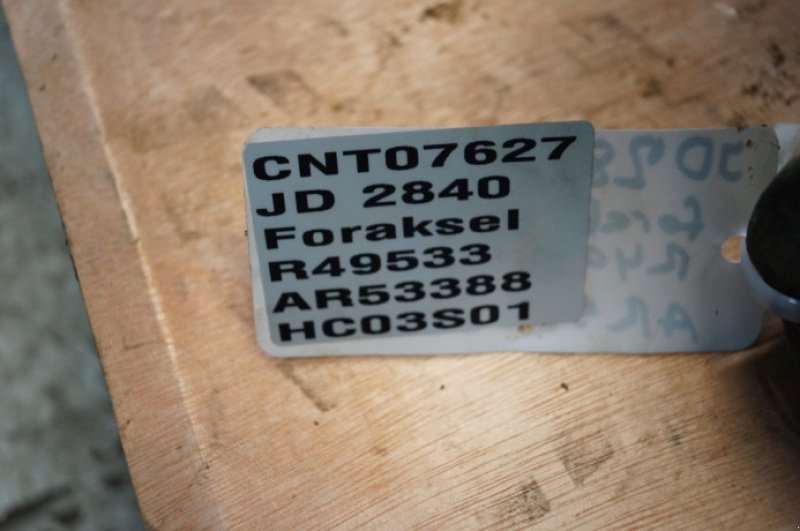 CNT07627
JD 2840
Foraksel
R49533
AR53388
HC03S01